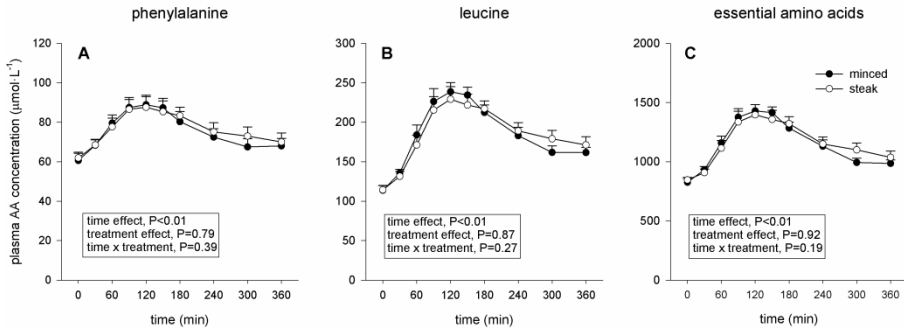 phenylalanine
leucine
essential amino acids
plasma AA concentration (µmol·L⁻¹)
A
120
100
80
60
40
20
0
time effect, P<0.01
treatment effect, P=0.79
time x treatment, P=0.39
0 60 120 180 240 300 360
time (min)
B
300
250
200
150
100
50
0
time effect, P<0.01
treatment effect, P=0.87
time x treatment, P=0.27
0 60 120 180 240 300 360
time (min)
C
minced
steak
2000
1500
1000
500
0
time effect, P<0.01
treatment effect, P=0.92
time x treatment, P=0.19
0 60 120 180 240 300 360
time (min)